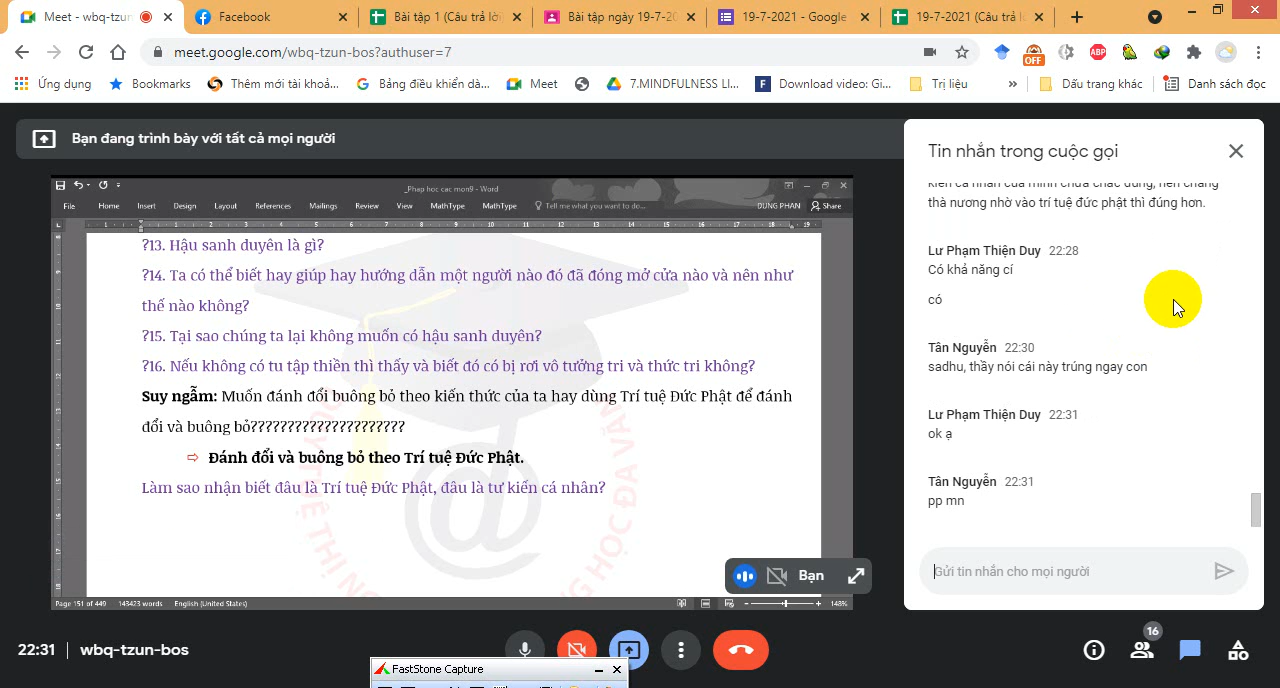 Meet - wbq-tzun
Facebook
Bài tập 1 (Câu trả lời
Bài tập ngày 19-7-20
19-7-2021 - Google
19-7-2021 (Câu trả l
meet.google.com/wbq-tzun-bos?authuser=7
OFF
ABP
Ứng dụng
Bookmarks
Thêm mới tài khoả...
Bảng điều khiển\dà...
Meet
7.MINDFULNESS LI...
Download video: Gi...
Trị liệu
»
Dấu trang khác
Danh sách đọc
Bạn đang trình bày với tất cả mọi người
_Phap hoc cac mon9 - Word
File Home Insert Design Layout References Mailings Review View MathType MathType Tell me what you want to do... DUNG PHAN Share
?13. Hậu sanh duyên là gì?
?14. Ta có thể biết hay giúp hay hướng dẫn một người nào đó đã đóng mở cửa nào và nên như
thế nào không?
?15. Tại sao chúng ta lại không muốn có hậu sanh duyên?
?16. Nếu không có tu tập thiền thì thấy và biết đó có bị rơi vô tưởng tri và thức tri không?
Suy ngẫm: Muốn đánh đổi buông bỏ theo kiến thức của ta hay dùng Trí tuệ Đức Phật để đánh
đổi và buông bỏ?????????????????????
⇨ Đánh đổi và buông bỏ theo Trí tuệ Đức Phật.
Làm sao nhận biết đâu là Trí tuệ Đức Phật, đâu là tư kiến cá nhân?
Page 151 of 449 143423 words English (United States)
148%
Bạn
Tin nhắn trong cuộc gọi
kiến cá nhân của mình chưa chắc đúng, nên chẳng
thà nương nhờ vào trí tuệ đức phật thì đúng hơn.
Lư Phạm Thiện Duy 22:28
Có khả năng cí
có
Tân Nguyễn 22:30
sadhu, thầy nói cái này trúng ngay con
Lư Phạm Thiện Duy 22:31
ok ạ
Tân Nguyễn 22:31
pp mn
Gửi tin nhắn cho mọi người
22:31 | wbq-tzun-bos
16
FastStone Capture